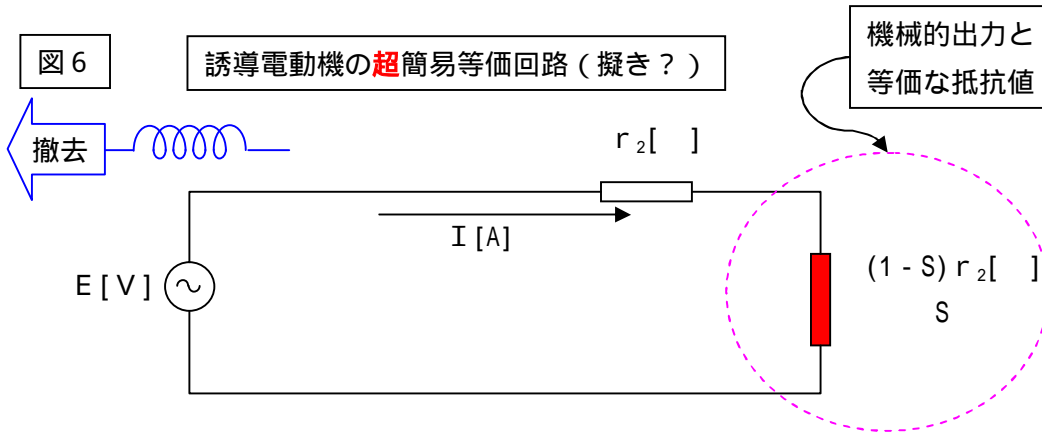 図6
誘導電動機の超簡易等価回路(擬き?)
機械的出力と
等価な抵抗値
撤去
r₂[ ]
I[A]
E[V]
(1-S)r₂[ ]
S